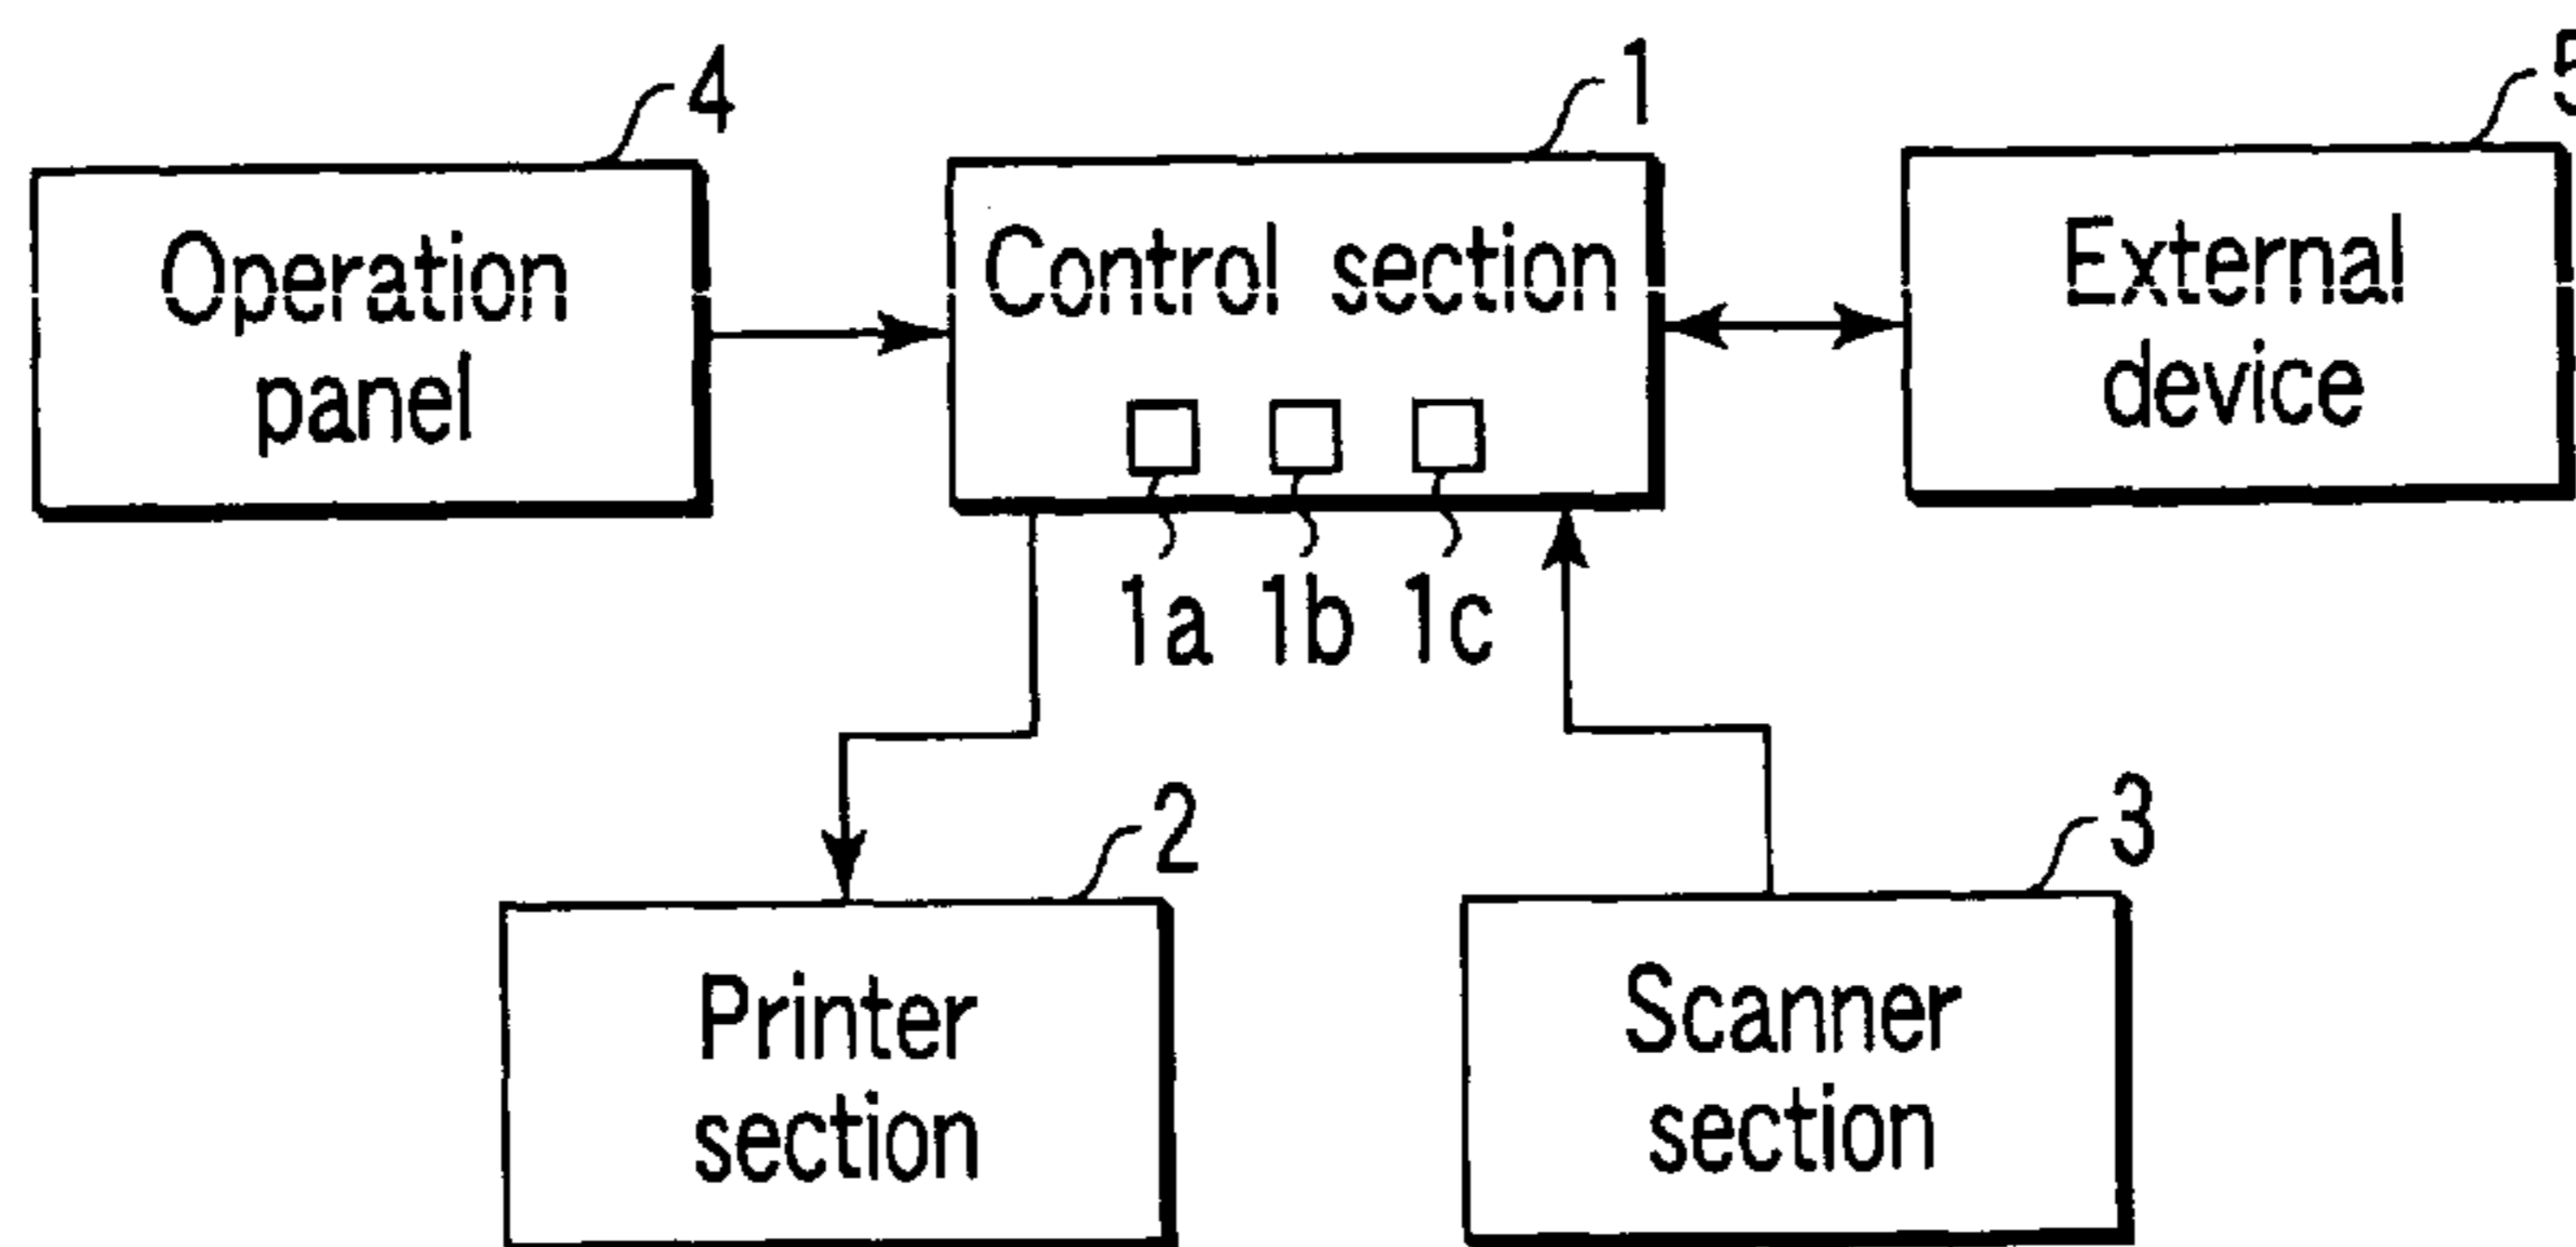 4
1
5
Operation
panel
Control section
External
device
1a 1b 1c
2
3
Printer
section
Scanner
section